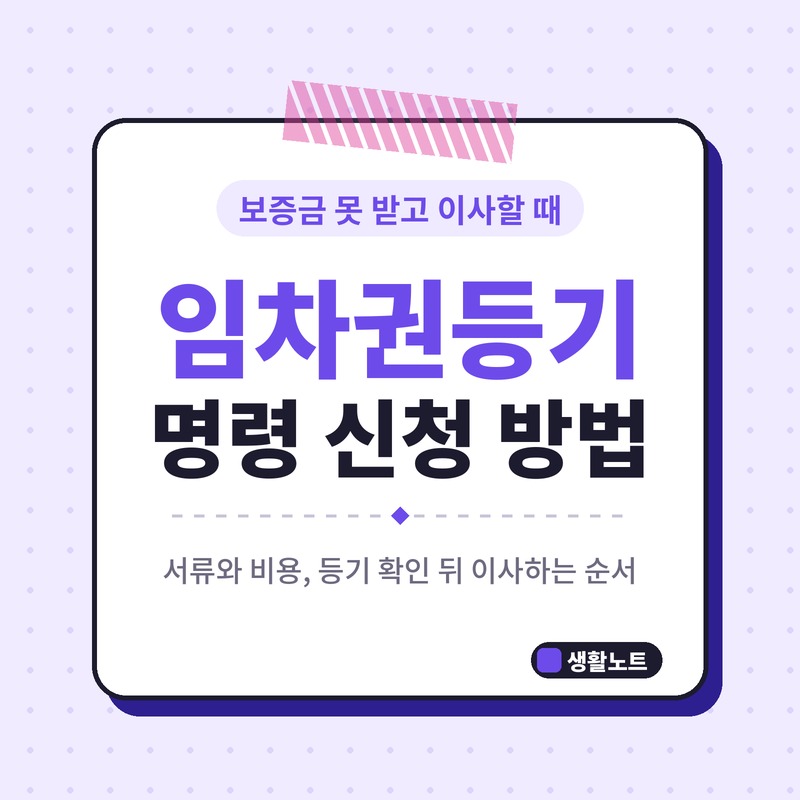 보증금 못 받고 이사할 때
임차권등기
명령 신청 방법
서류와 비용, 등기 확인 뒤 이사하는 순서
생활노트